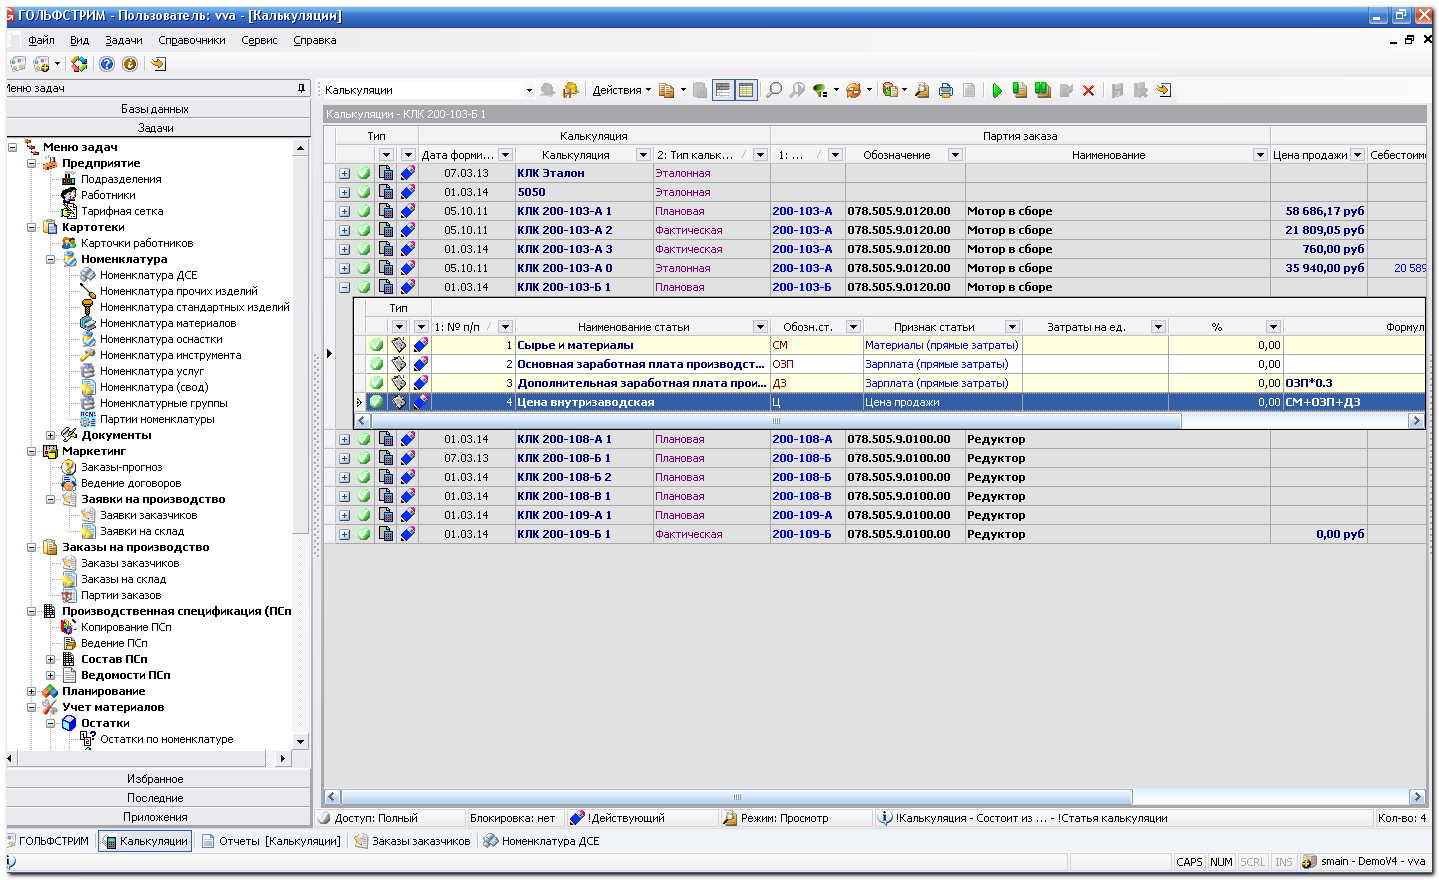 ГОЛЬФСТРИМ - Пользователь: vva - [Калькуляции]
Файл Вид Задачи Справочники Сервис Справка
Меню задач
Базы данных
Задачи
Меню задач
Предприятие
Подразделения
Работники
Тарифная сетка
Картотеки
Карточки работников
Номенклатура
Номенклатура ДСЕ
Номенклатура прочих изделий
Номенклатура стандартных изделий
Номенклатура материалов
Номенклатура оснастки
Номенклатура инструмента
Номенклатура услуг
Номенклатура (свод)
Номенклатурные группы
Партии номенклатуры
Документы
Маркетинг
Заказы-прогноз
Ведение договоров
Заявки на производство
Заявки заказчиков
Заявки на склад
Заказы на производство
Заказы заказчиков
Заказы на склад
Партии заказов
Производственная спецификация (ПСп
Копирование ПСп
Ведение ПСп
Состав ПСп
Ведомости ПСп
Планирование
Учет материалов
Остатки
Остатки по номенклатуре
Избранное
Последние
Приложения
Калькуляции Действия
Калькуляции - КЛК 200-103-Б 1
Тип Калькуляция Партия заказа
Дата форми... Калькуляция 2: Тип кальк... / 1: ... / Обозначение Наименование Цена продажи Себестоим
07.03.13 КЛК Эталон Эталонная
01.03.14 5050 Эталонная
05.10.11 КЛК 200-103-А 1 Плановая 200-103-А 078.505.9.0120.00 Мотор в сборе 58 686,17 руб
05.10.11 КЛК 200-103-А 2 Фактическая 200-103-А 078.505.9.0120.00 Мотор в сборе 21 809,05 руб
01.03.14 КЛК 200-103-А 3 Фактическая 200-103-А 078.505.9.0120.00 Мотор в сборе 760,00 руб
05.10.11 КЛК 200-103-А 0 Эталонная 200-103-А 078.505.9.0120.00 Мотор в сборе 35 940,00 руб 20 589
01.03.14 КЛК 200-103-Б 1 Плановая 200-103-Б 078.505.9.0120.00 Мотор в сборе
Тип
1: № п/п / Наименование статьи Обозн.ст. Признак статьи Затраты на ед. % Формул
1 Сырье и материалы СМ Материалы (прямые затраты) 0,00
2 Основная заработная плата производст... ОЗП Зарплата (прямые затраты) 0,00
3 Дополнительная заработная плата прои... ДЗ Зарплата (прямые затраты) 0,00 ОЗП*0.3
4 Цена внутризаводская Ц Цена продажи 0,00 СМ+ОЗП+ДЗ
01.03.14 КЛК 200-108-А 1 Плановая 200-108-А 078.505.9.0100.00 Редуктор
07.03.13 КЛК 200-108-Б 1 Плановая 200-108-Б 078.505.9.0100.00 Редуктор
01.03.14 КЛК 200-108-Б 2 Плановая 200-108-Б 078.505.9.0100.00 Редуктор
01.03.14 КЛК 200-108-В 1 Плановая 200-108-В 078.505.9.0100.00 Редуктор
01.03.14 КЛК 200-109-А 1 Плановая 200-109-А 078.505.9.0100.00 Редуктор
01.03.14 КЛК 200-109-Б 1 Фактическая 200-109-Б 078.505.9.0100.00 Редуктор 0,00 руб
Доступ: Полный Блокировка: нет !Действующий Режим: Просмотр !Калькуляция - Состоит из ... - !Статья калькуляции Кол-во: 4
ГОЛЬФСТРИМ Калькуляции Отчеты [Калькуляции] Заказы заказчиков Номенклатура ДСЕ
CAPS NUM SCRL INS smain - DemoV4 - vva